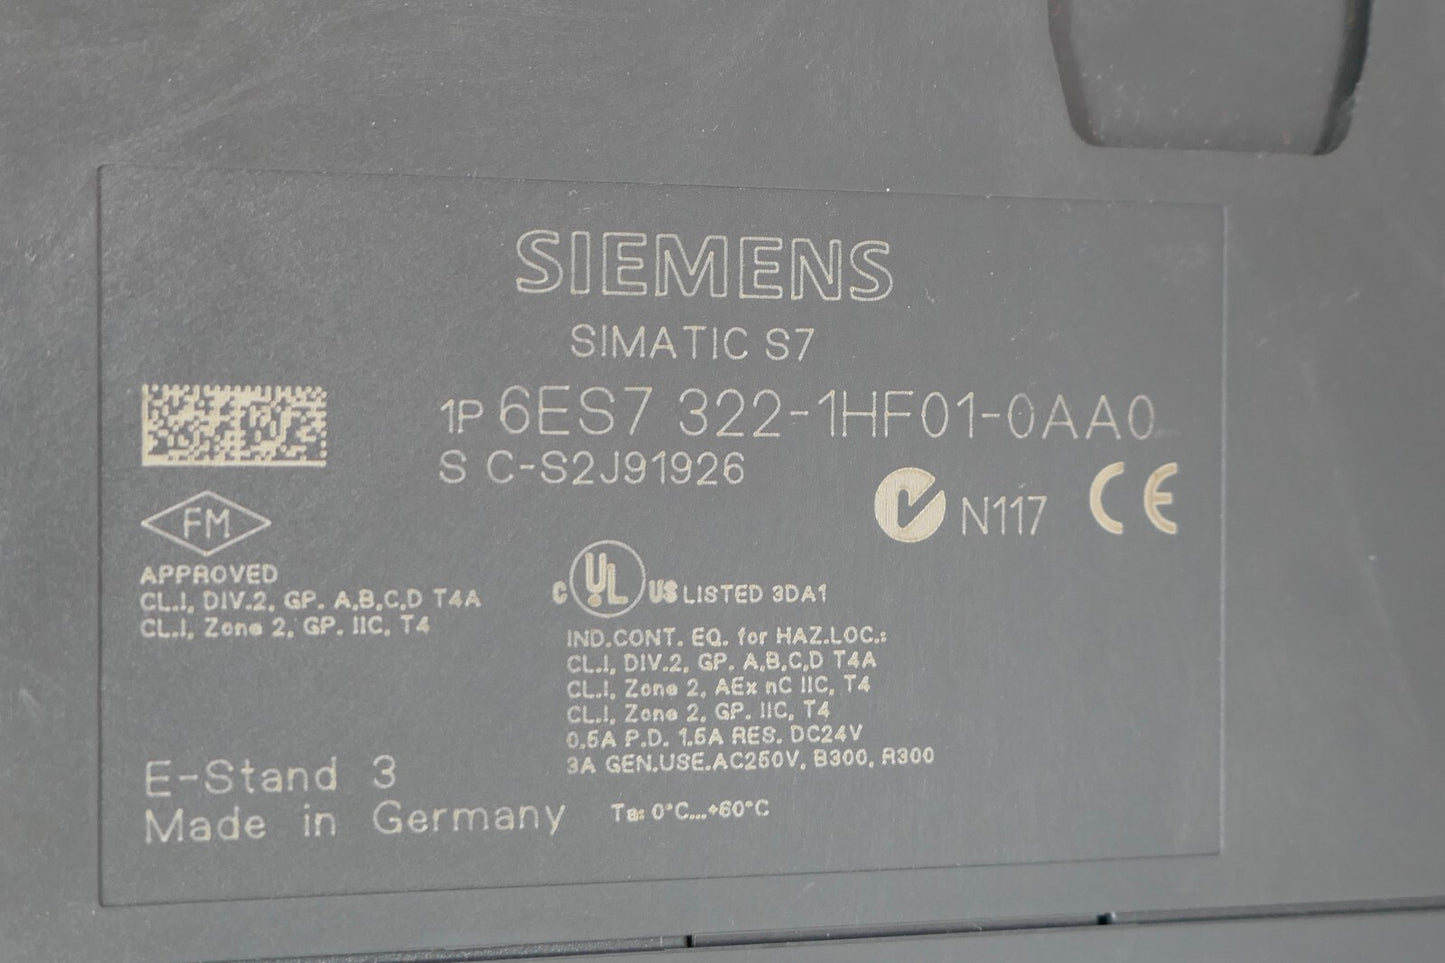 SIEMENS
SIMATIC S7
1P 6ES7 322-1HF01-0AA0
S C-S2J91926
N117 CE
FM
APPROVED
CL.I, DIV.2, GP. A,B,C,D T4A
CL.I, Zone 2, GP. IIC, T4
C UL US LISTED 3DA1
IND.CONT. EQ. for HAZ.LOC.:
CL.I, DIV.2, GP. A,B,C,D T4A
CL.I, Zone 2, AEx nC IIC, T4
CL.I, Zone 2, GP. IIC, T4
0.5A P.D. 1.5A RES. DC24V
3A GEN.USE.AC250V, B300, R300
E-Stand 3
Made in Germany
Ta: 0°C...+60°C